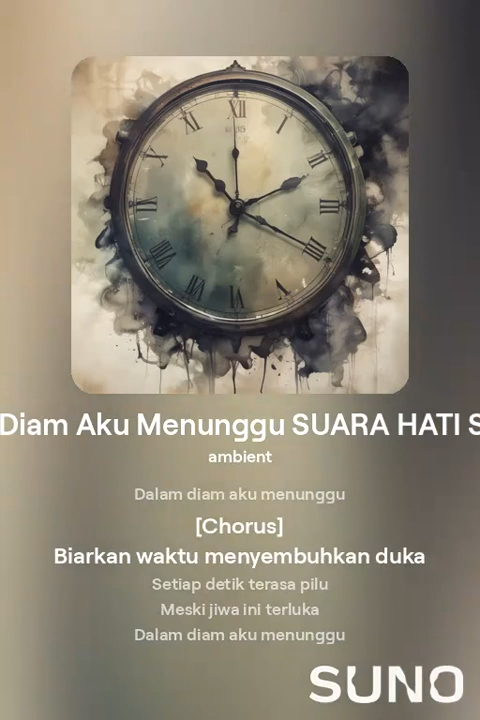 XII
Diam Aku Menunggu SUARA HATI S
ambient
Dalam diam aku menunggu
[Chorus]
Biarkan waktu menyembuhkan duka
Setiap detik terasa pilu
Meski jiwa ini terluka
Dalam diam aku menunggu
SUNO